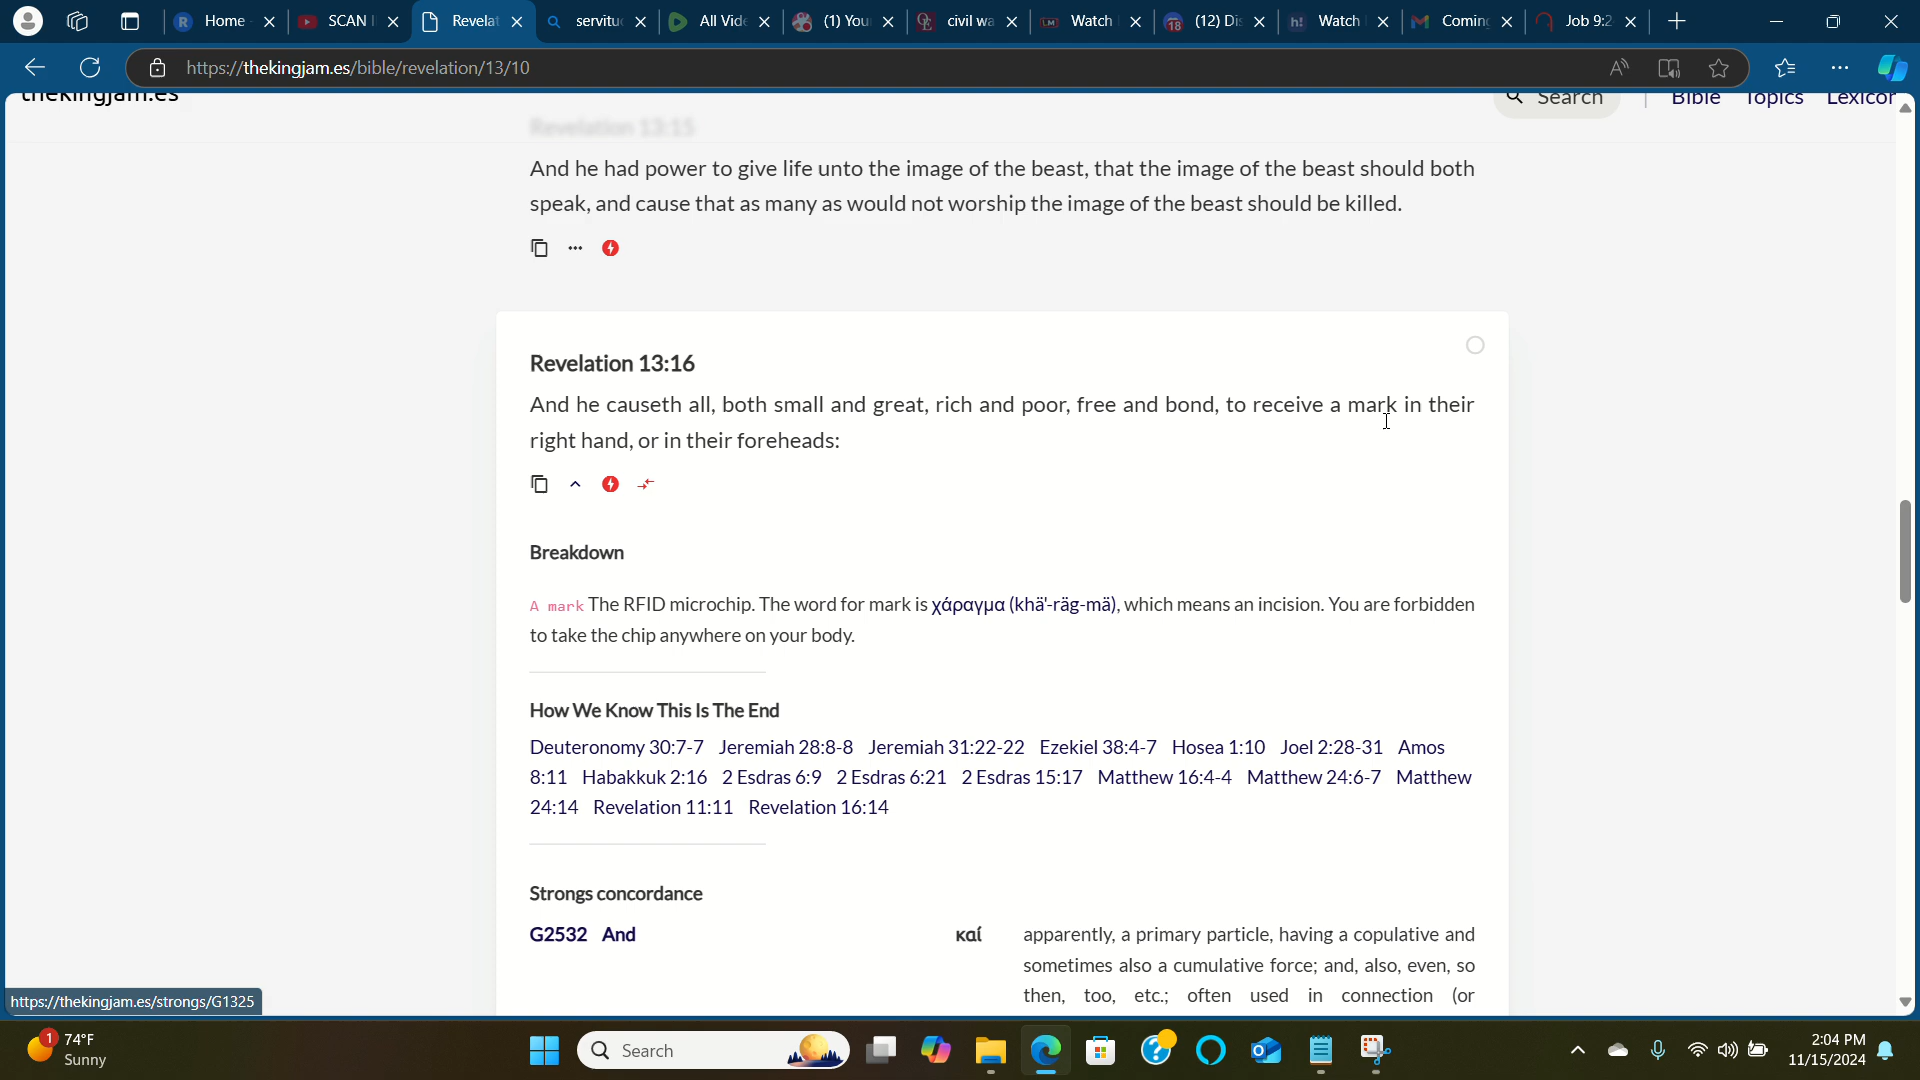 Home
SCAN
Revelat
servitu
All Vide
(1) You
civil wa
Watch
(12) Dis
Watch
Coming
Job 9:2
https://thekingjam.es/bible/revelation/13/10
thekingjam.es
Search
Bible Topics Lexicon
Revelation 13:15
And he had power to give life unto the image of the beast, that the image of the beast should both
speak, and cause that as many as would not worship the image of the beast should be killed.
Revelation 13:16
And he causeth all, both small and great, rich and poor, free and bond, to receive a mark in their
right hand, or in their foreheads:
Breakdown
A mark The RFID microchip. The word for mark is χάραγμα (khä'-räg-mä), which means an incision. You are forbidden
to take the chip anywhere on your body.
How We Know This Is The End
Deuteronomy 30:7-7 Jeremiah 28:8-8 Jeremiah 31:22-22 Ezekiel 38:4-7 Hosea 1:10 Joel 2:28-31 Amos
8:11 Habakkuk 2:16 2 Esdras 6:9 2 Esdras 6:21 2 Esdras 15:17 Matthew 16:4-4 Matthew 24:6-7 Matthew
24:14 Revelation 11:11 Revelation 16:14
Strongs concordance
G2532 And καί apparently, a primary particle, having a copulative and
sometimes also a cumulative force; and, also, even, so
then, too, etc.; often used in connection (or
https://thekingjam.es/strongs/G1325
1
74°F
Sunny
Search
2:04 PM
11/15/2024